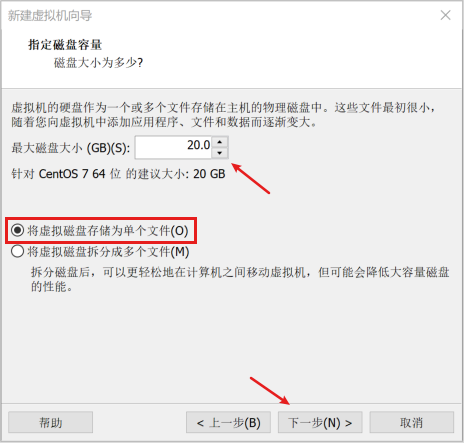 新建虚拟机向导
指定磁盘容量
磁盘大小为多少?
虚拟机的硬盘作为一个或多个文件存储在主机的物理磁盘中。这些文件最初很小，
随着您向虚拟机中添加应用程序、文件和数据而逐渐变大。
最大磁盘大小 (GB)(S): 20.0
针对 CentOS 7 64 位 的建议大小: 20 GB
将虚拟磁盘存储为单个文件(O)
将虚拟磁盘拆分成多个文件(M)
拆分磁盘后，可以更轻松地在计算机之间移动虚拟机，但可能会降低大容量磁盘
的性能。
帮助 < 上一步(B) 下一步(N) > 取消